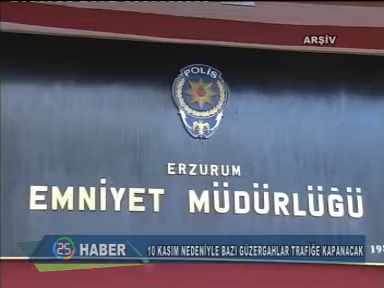 ARŞİV
POLİS
ERZURUM
EMNİYET MÜDÜRLÜĞÜ
25 HABER
10 KASIM NEDENİYLE BAZI GÜZERGAHLAR TRAFİĞE KAPANACAK